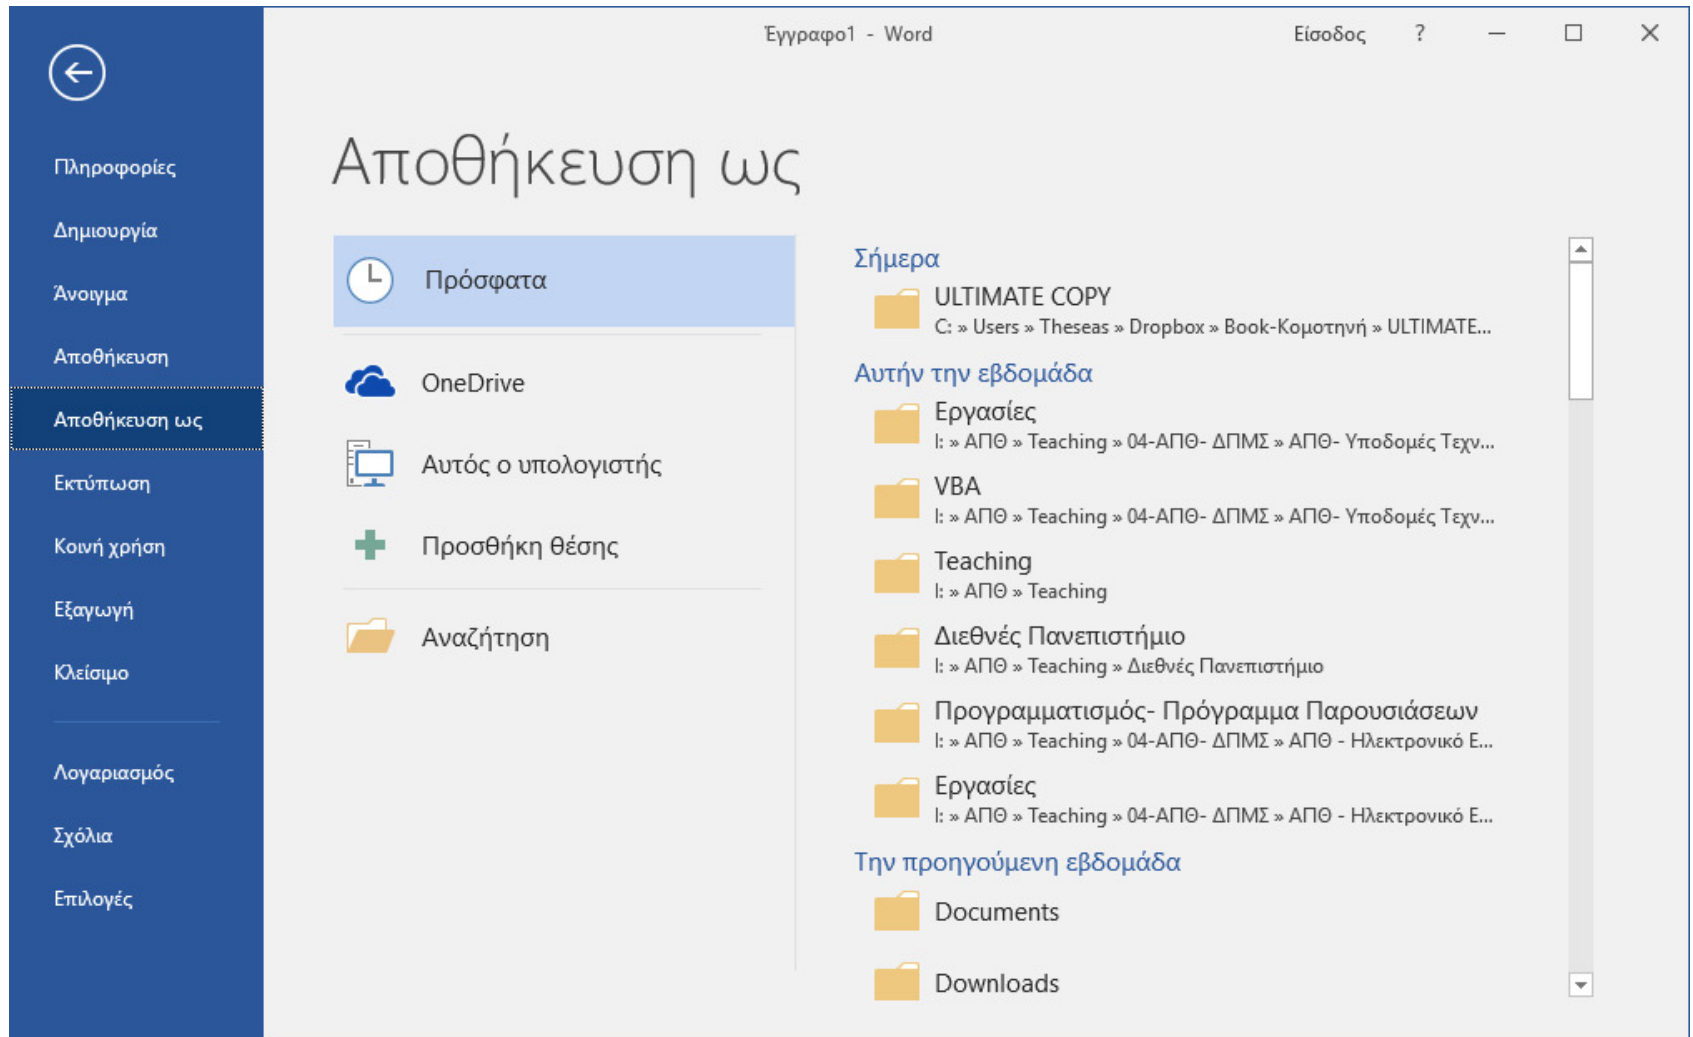 Έγγραφο1 - Word
Είσοδος ?
Πληροφορίες
Δημιουργία
Άνοιγμα
Αποθήκευση
Αποθήκευση ως
Εκτύπωση
Κοινή χρήση
Εξαγωγή
Κλείσιμο
Λογαριασμός
Σχόλια
Επιλογές
Αποθήκευση ως
Πρόσφατα
OneDrive
Αυτός ο υπολογιστής
Προσθήκη θέσης
Αναζήτηση
Σήμερα
ULTIMATE COPY
C: » Users » Theseas » Dropbox » Book-Κομοτηνή » ULTIMATE...
Αυτήν την εβδομάδα
Εργασίες
I: » ΑΠΘ » Teaching » 04-ΑΠΘ- ΔΠΜΣ » ΑΠΘ- Υποδομές Τεχν...
VBA
I: » ΑΠΘ » Teaching » 04-ΑΠΘ- ΔΠΜΣ » ΑΠΘ- Υποδομές Τεχν...
Teaching
I: » ΑΠΘ » Teaching
Διεθνές Πανεπιστήμιο
I: » ΑΠΘ » Teaching » Διεθνές Πανεπιστήμιο
Προγραμματισμός- Πρόγραμμα Παρουσιάσεων
I: » ΑΠΘ » Teaching » 04-ΑΠΘ- ΔΠΜΣ » ΑΠΘ - Ηλεκτρονικό Ε...
Εργασίες
I: » ΑΠΘ » Teaching » 04-ΑΠΘ- ΔΠΜΣ » ΑΠΘ - Ηλεκτρονικό Ε...
Την προηγούμενη εβδομάδα
Documents
Downloads